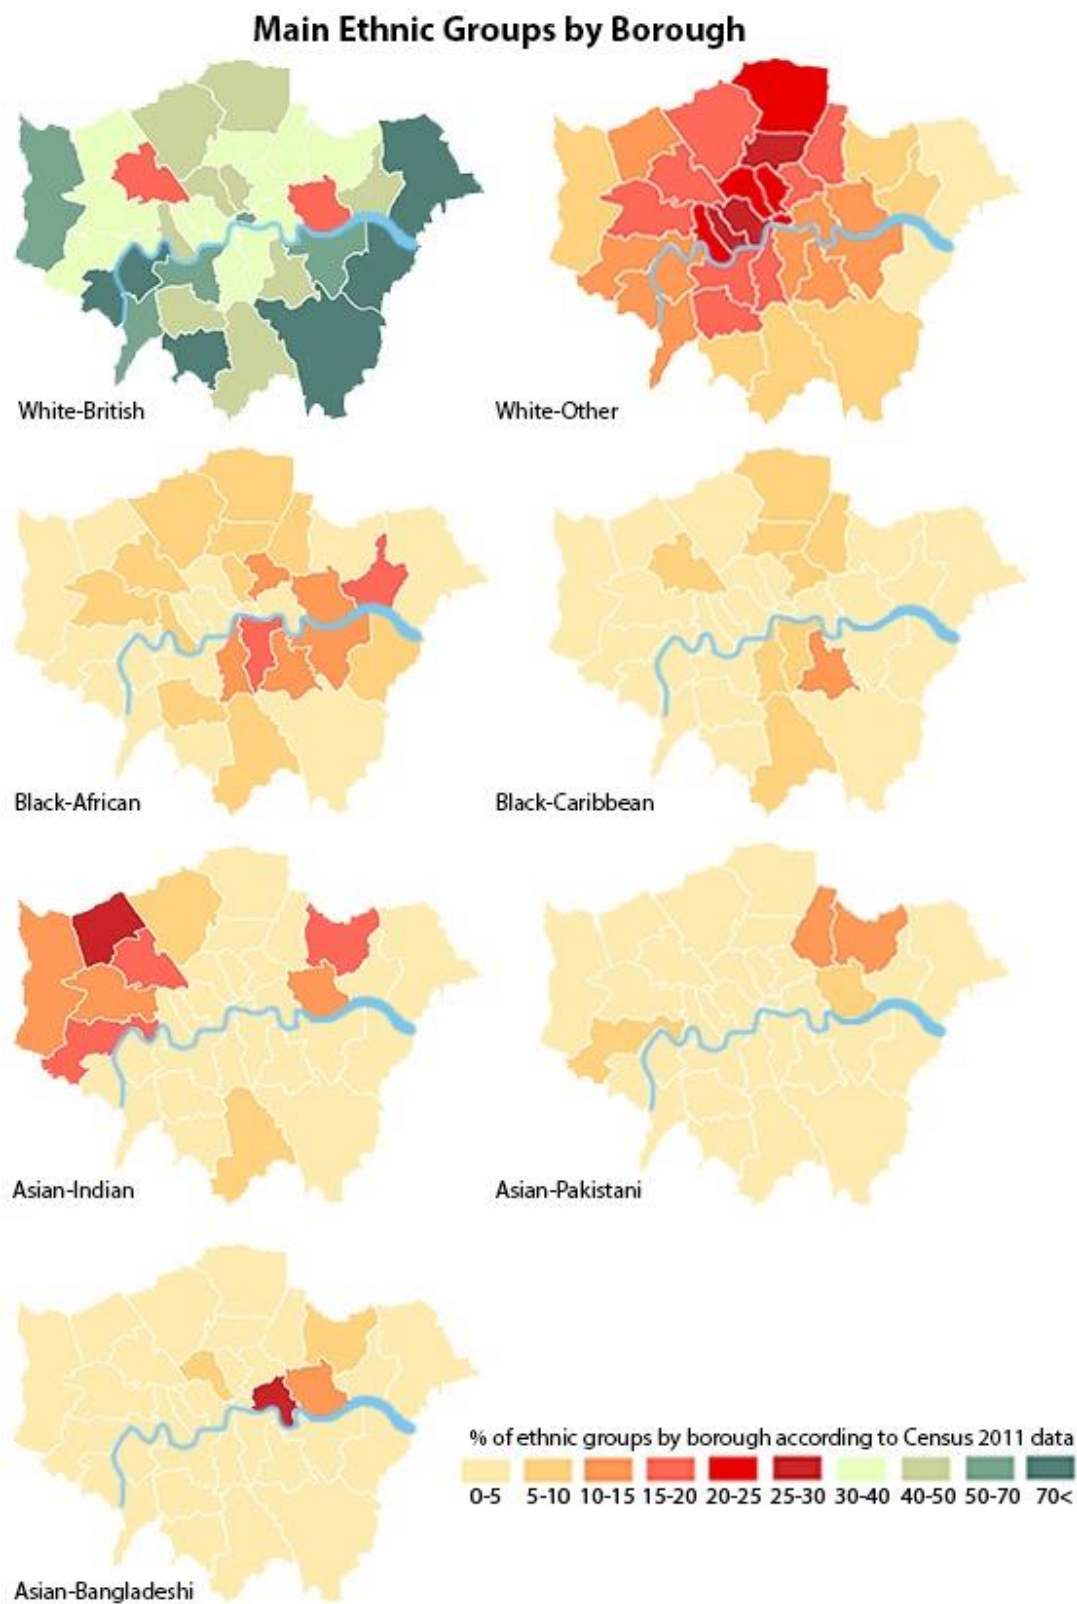 Main Ethnic Groups by Borough
White-British
White-Other
Black-African
Black-Caribbean
Asian-Indian
Asian-Pakistani
Asian-Bangladeshi
% of ethnic groups by borough according to Census 2011 data
0-5 5-10 10-15 15-20 20-25 25-30 30-40 40-50 50-70 70<